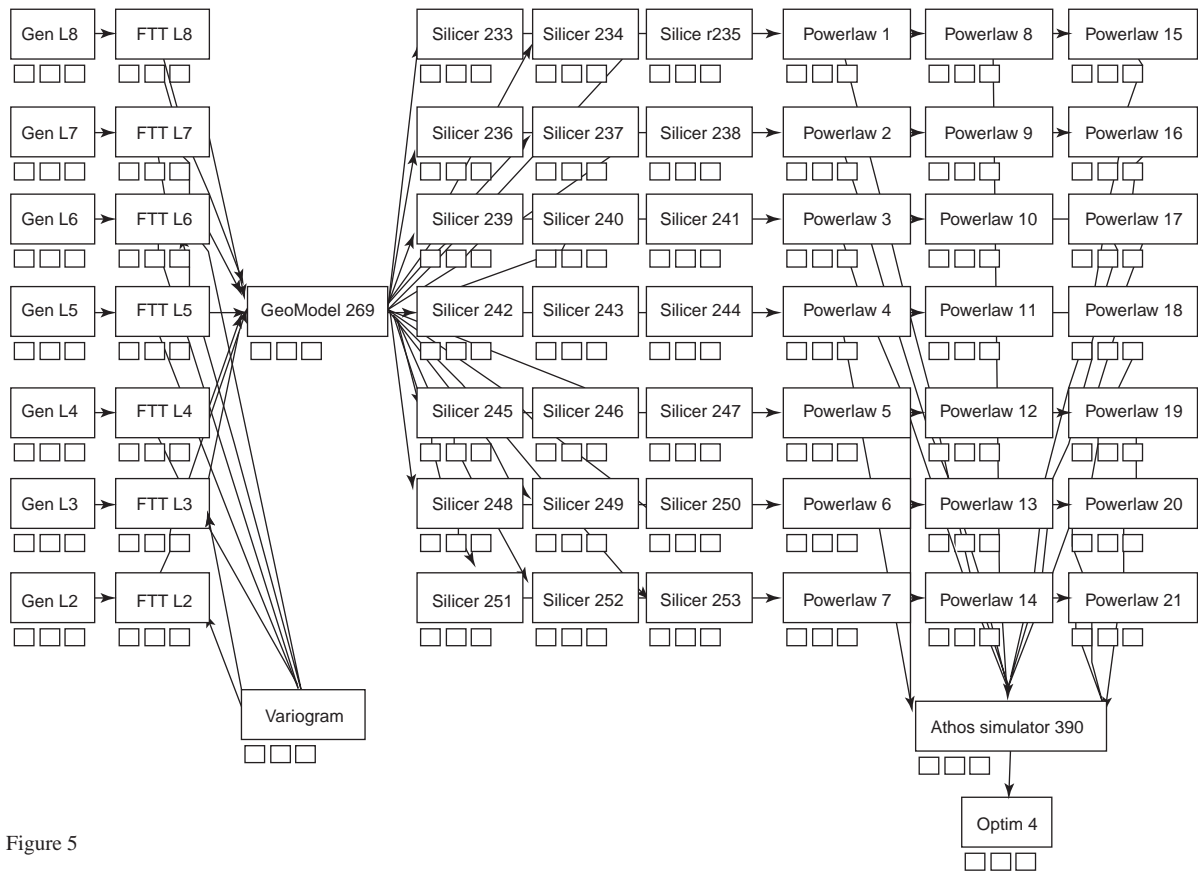 Gen L8 FTT L8 Silicer 233 Silicer 234 Silice r235 Powerlaw 1 Powerlaw 8 Powerlaw 15
Gen L7 FTT L7 Silicer 236 Silicer 237 Silicer 238 Powerlaw 2 Powerlaw 9 Powerlaw 16
Gen L6 FTT L6 Silicer 239 Silicer 240 Silicer 241 Powerlaw 3 Powerlaw 10 Powerlaw 17
Gen L5 FTT L5 GeoModel 269 Silicer 242 Silicer 243 Silicer 244 Powerlaw 4 Powerlaw 11 Powerlaw 18
Gen L4 FTT L4 Silicer 245 Silicer 246 Silicer 247 Powerlaw 5 Powerlaw 12 Powerlaw 19
Gen L3 FTT L3 Silicer 248 Silicer 249 Silicer 250 Powerlaw 6 Powerlaw 13 Powerlaw 20
Gen L2 FTT L2 Silicer 251 Silicer 252 Silicer 253 Powerlaw 7 Powerlaw 14 Powerlaw 21
Variogram
Athos simulator 390
Optim 4
Figure 5